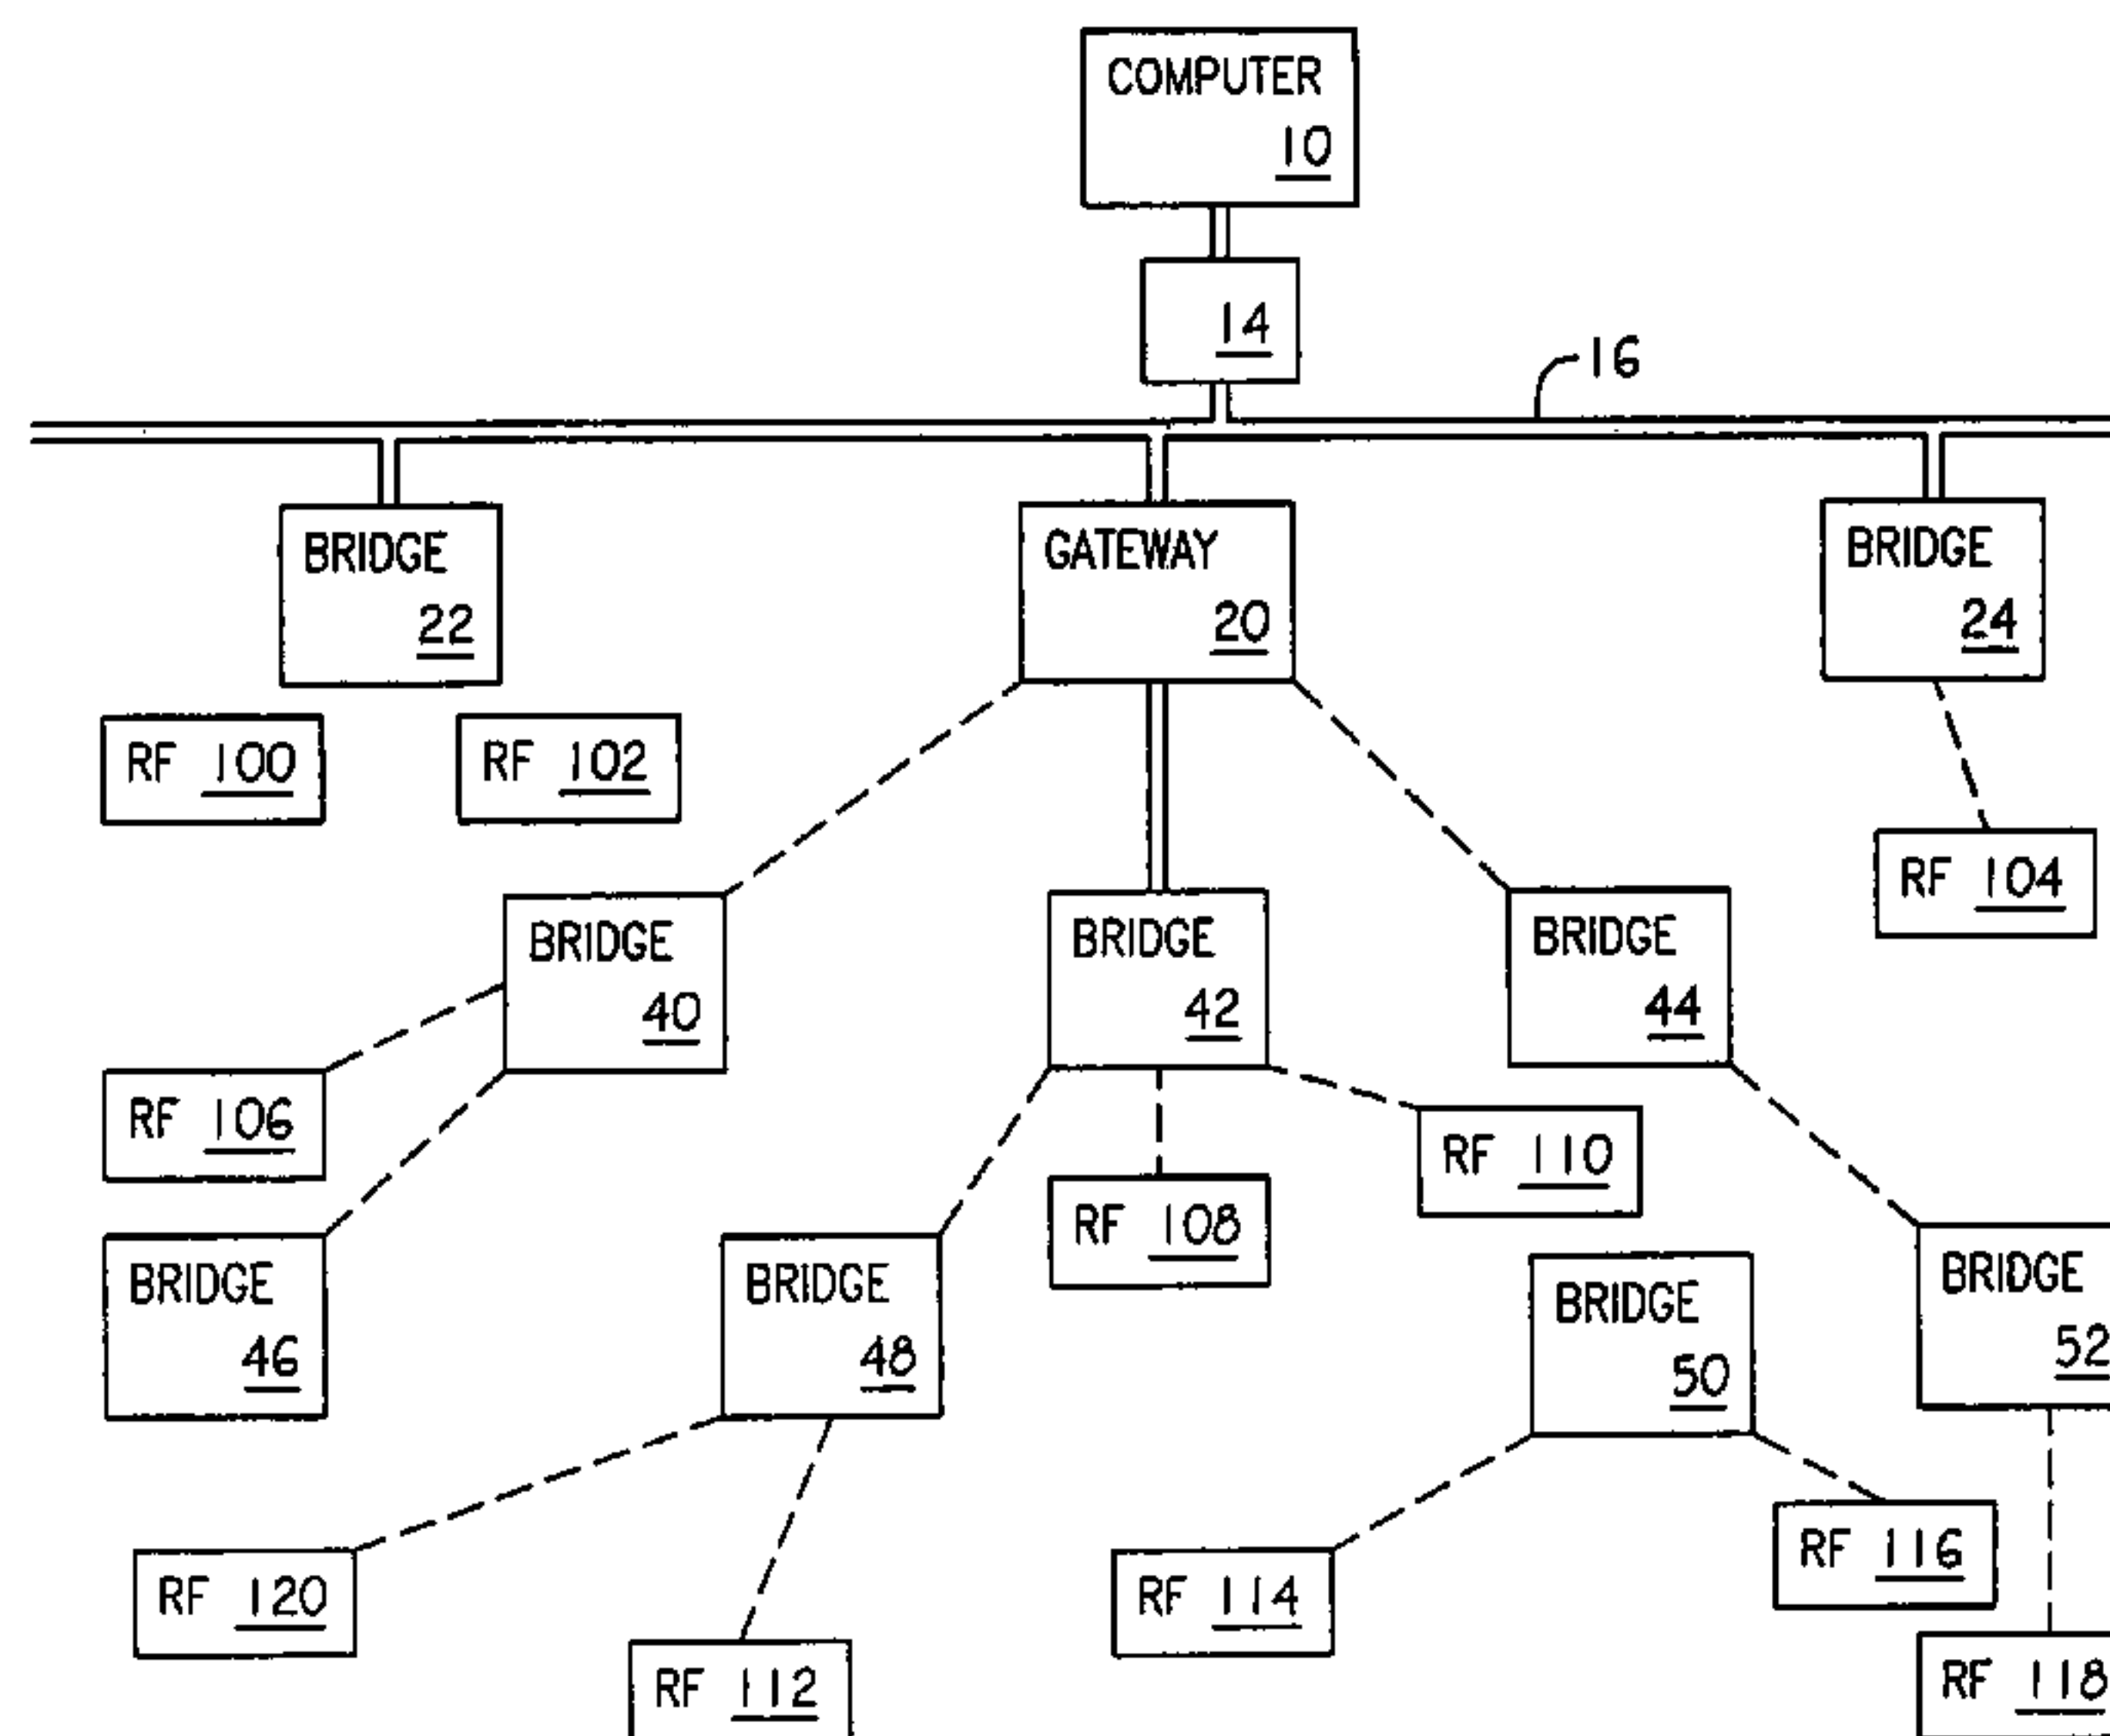 COMPUTER
10
14
16
BRIDGE
22
GATEWAY
20
BRIDGE
24
RF 100
RF 102
RF 104
BRIDGE
40
BRIDGE
42
BRIDGE
44
RF 106
RF 108
RF 110
BRIDGE
46
BRIDGE
48
BRIDGE
50
BRIDGE
52
RF 120
RF 112
RF 114
RF 116
RF 118